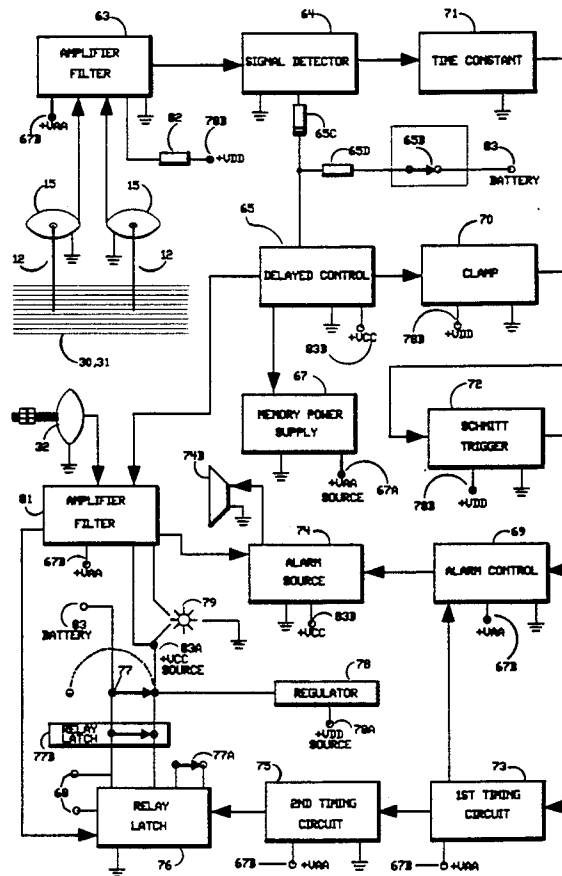 63
AMPLIFIER
FILTER
64
SIGNAL DETECTOR
71
TIME CONSTANT
67B
+VAA
82
78B
+VDD
65C
65D
65B
83
BATTERY
15
15
12
12
30,31
65
DELAYED CONTROL
83B
+VCC
70
CLAMP
78B
+VDD
32
67
MEMORY POWER
SUPPLY
+VAA
SOURCE
67A
72
SCHMITT
TRIGGER
78B
+VDD
74B
81
AMPLIFIER
FILTER
67B
+VAA
74
ALARM
SOURCE
83B
+VCC
69
ALARM CONTROL
+VAA
67B
83
BATTERY
79
83A
+VCC
SOURCE
77
78
REGULATOR
+VDD
SOURCE
78A
RELAY
LATCH
77B
77A
68
RELAY
LATCH
76
75
2ND TIMING
CIRCUIT
67B
+VAA
73
1ST TIMING
CIRCUIT
67B
+VAA